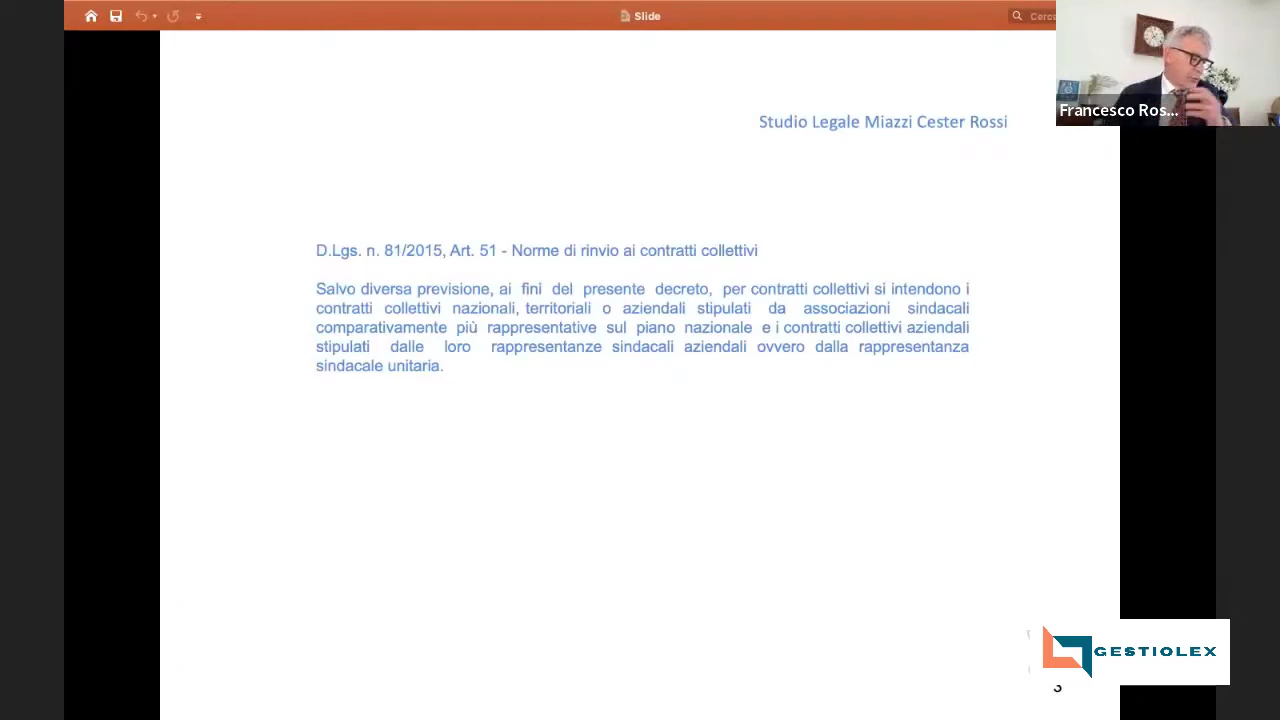 Slide
Cerca
Francesco Ros...
Studio Legale Miazzi Cester Rossi
D.Lgs. n. 81/2015, Art. 51 - Norme di rinvio ai contratti collettivi
Salvo diversa previsione, ai fini del presente decreto, per contratti collettivi si intendono i
contratti collettivi nazionali, territoriali o aziendali stipulati da associazioni sindacali
comparativamente più rappresentative sul piano nazionale e i contratti collettivi aziendali
stipulati dalle loro rappresentanze sindacali aziendali ovvero dalla rappresentanza
sindacale unitaria.
GESTIOLEX
3